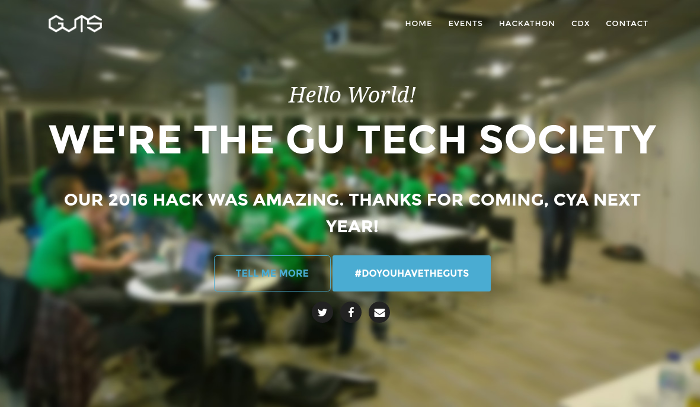 GUTS
HOME EVENTS HACKATHON CDX CONTACT
Hello World!
WE'RE THE GU TECH SOCIETY
OUR 2016 HACK WAS AMAZING. THANKS FOR COMING, CYA NEXT
YEAR!
TELL ME MORE
#DOYOUHAVETHEGUTS